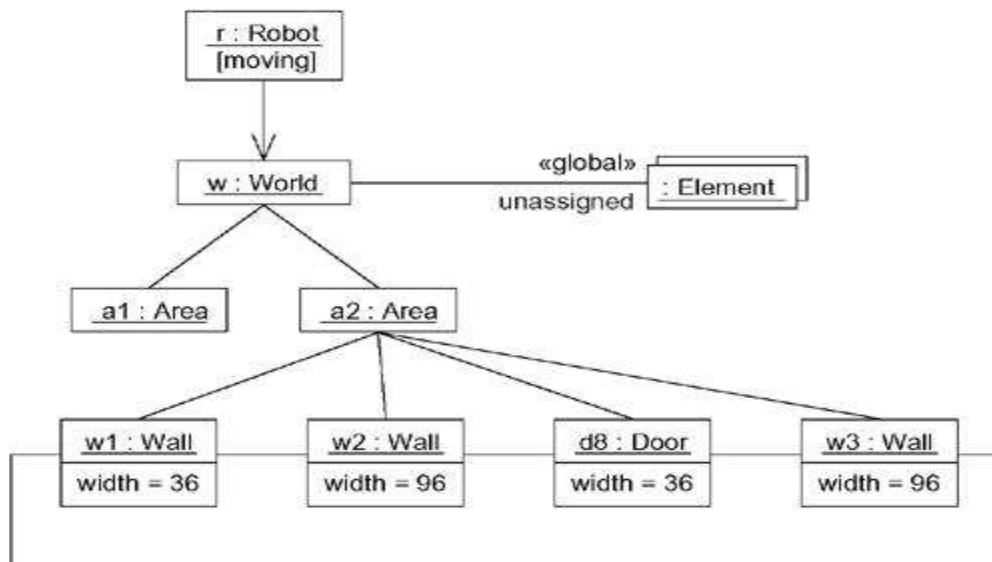 r : Robot
[moving]
«global»
w : World
: Element
unassigned
a1 : Area
a2 : Area
w1 : Wall
w2 : Wall
d8 : Door
w3 : Wall
width = 36
width = 96
width = 36
width = 96